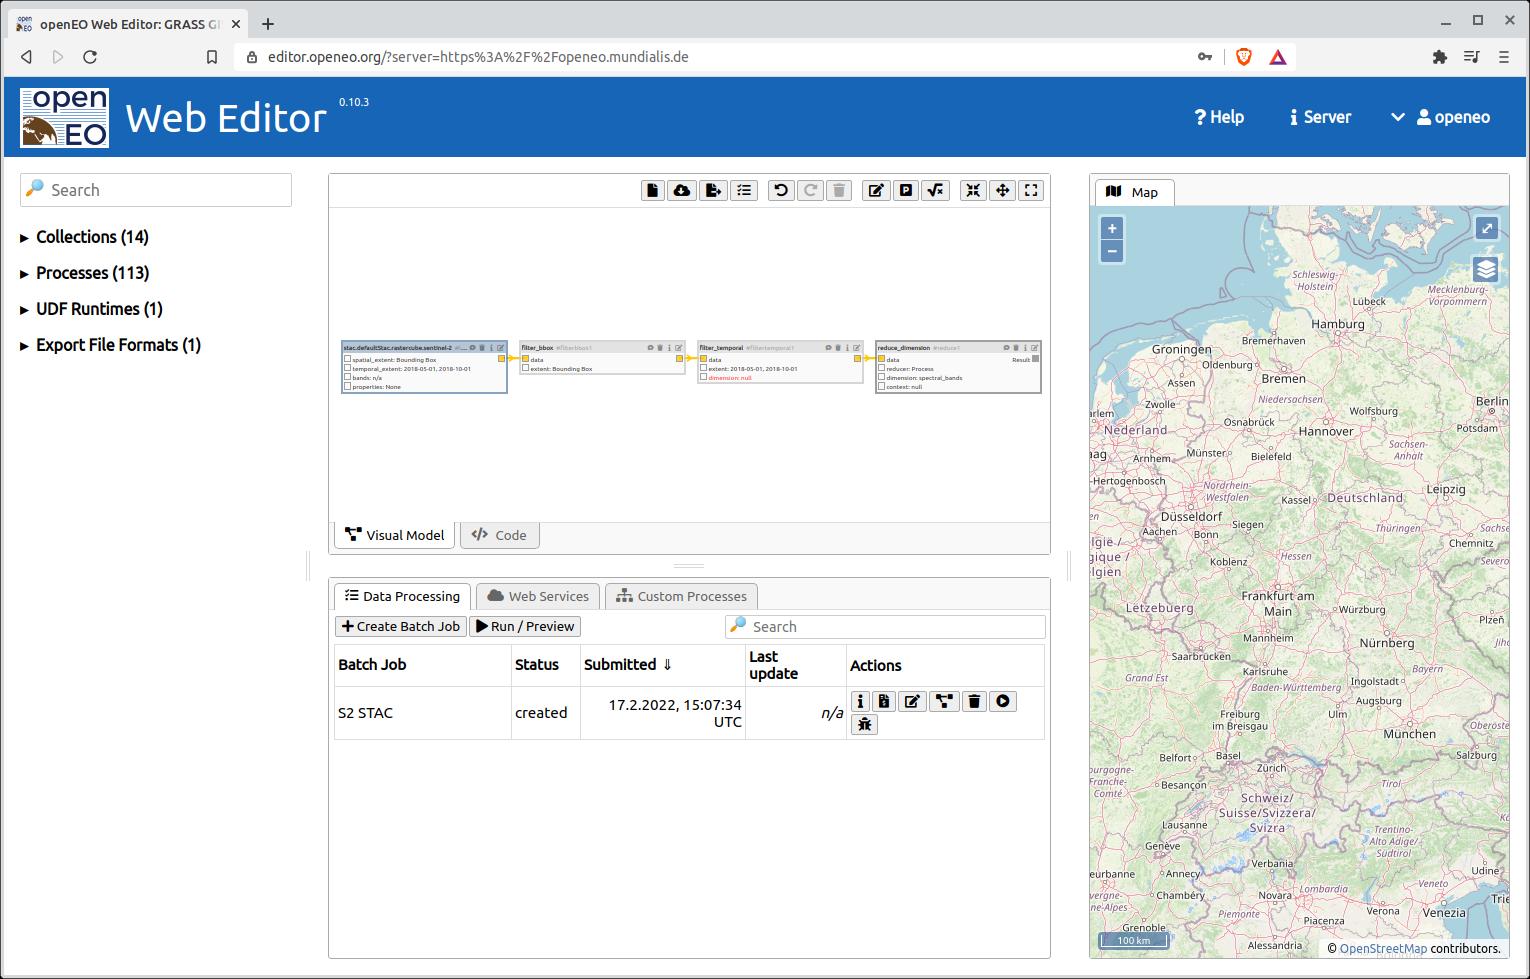 openEO Web Editor: GRASS GI
editor.openeo.org/?server=https%3A%2F%2Fopeneo.mundialis.de
open EO
Web Editor 0.10.3
Help
Server
openeo
Search
Collections (14)
Processes (113)
UDF Runtimes (1)
Export File Formats (1)
stac.defaultStac.rastercube.sentinel-2
spatial_extent: Bounding Box
temporal_extent: 2018-05-01, 2018-10-01
bands: n/a
properties: None
filter_bbox #filterbbox1
data
extent: Bounding Box
filter_temporal #filtertemporal1
data
extent: 2018-05-01, 2018-10-01
dimension: null
reduce_dimension #reduce1
data Result
reducer: Process
dimension: spectral_bands
context: null
Visual Model
Code
Data Processing
Web Services
Custom Processes
Create Batch Job
Run / Preview
Search
Batch Job Status Submitted ⇓ Last update Actions
S2 STAC created 17.2.2022, 15:07:34 UTC n/a
Map
+
−
Schleswig-
Holstein
Lübeck
Mecklenburg-
Vorpommern
Hamburg
Groningen
Oldenburg
Bremerhaven
Assen
Bremen
Zwolle
Niedersachsen
Berlin
arlem
Wolfsburg
Nederland
Osnabrück
Hannover
Potsdam
aag
Arnhem
Münster
Bielefeld
Sachsen-
Anhalt
-Hertogenbosch
Nordrhein-
Westfalen
Kassel
Deutschland
Leipzig
Düsseldorf
Siegen
Thüringen
Sachse
Aachen
Bonn
Chemnitz
lgië /
gique /
lgien
Koblenz
Hessen
Severo
Lëtzebuerg
Frankfurt am
Main
Würzburg
Plzeň
Mannheim
Nürnberg
Jiho
Saarbrücken
Karlsruhe
Bayern
Grand Est
Baden-Württemberg
Ingolstadt
Augsburg
Freiburg
im Breisgau
Ulm
München
Oberöste
Belfort
Basel
Salzburg
Zürich
ourgogne-
Franche-
Comté
Besançon
Tirol
Schweiz/
Suisse/Svizzera/
Svizra
Lausanne
Trentino-
Alto Adige/
Südtirol
Genève
Verbania
eurbanne
Annecy
Udine
uvergne-
ne-Alpes
Chambéry
Novara
Lombardia
Veneto
Trie
Verona
Venezia
Piemonte
Piacenza
Grenoble
Alessandria
100 km
© OpenStreetMap contributors.